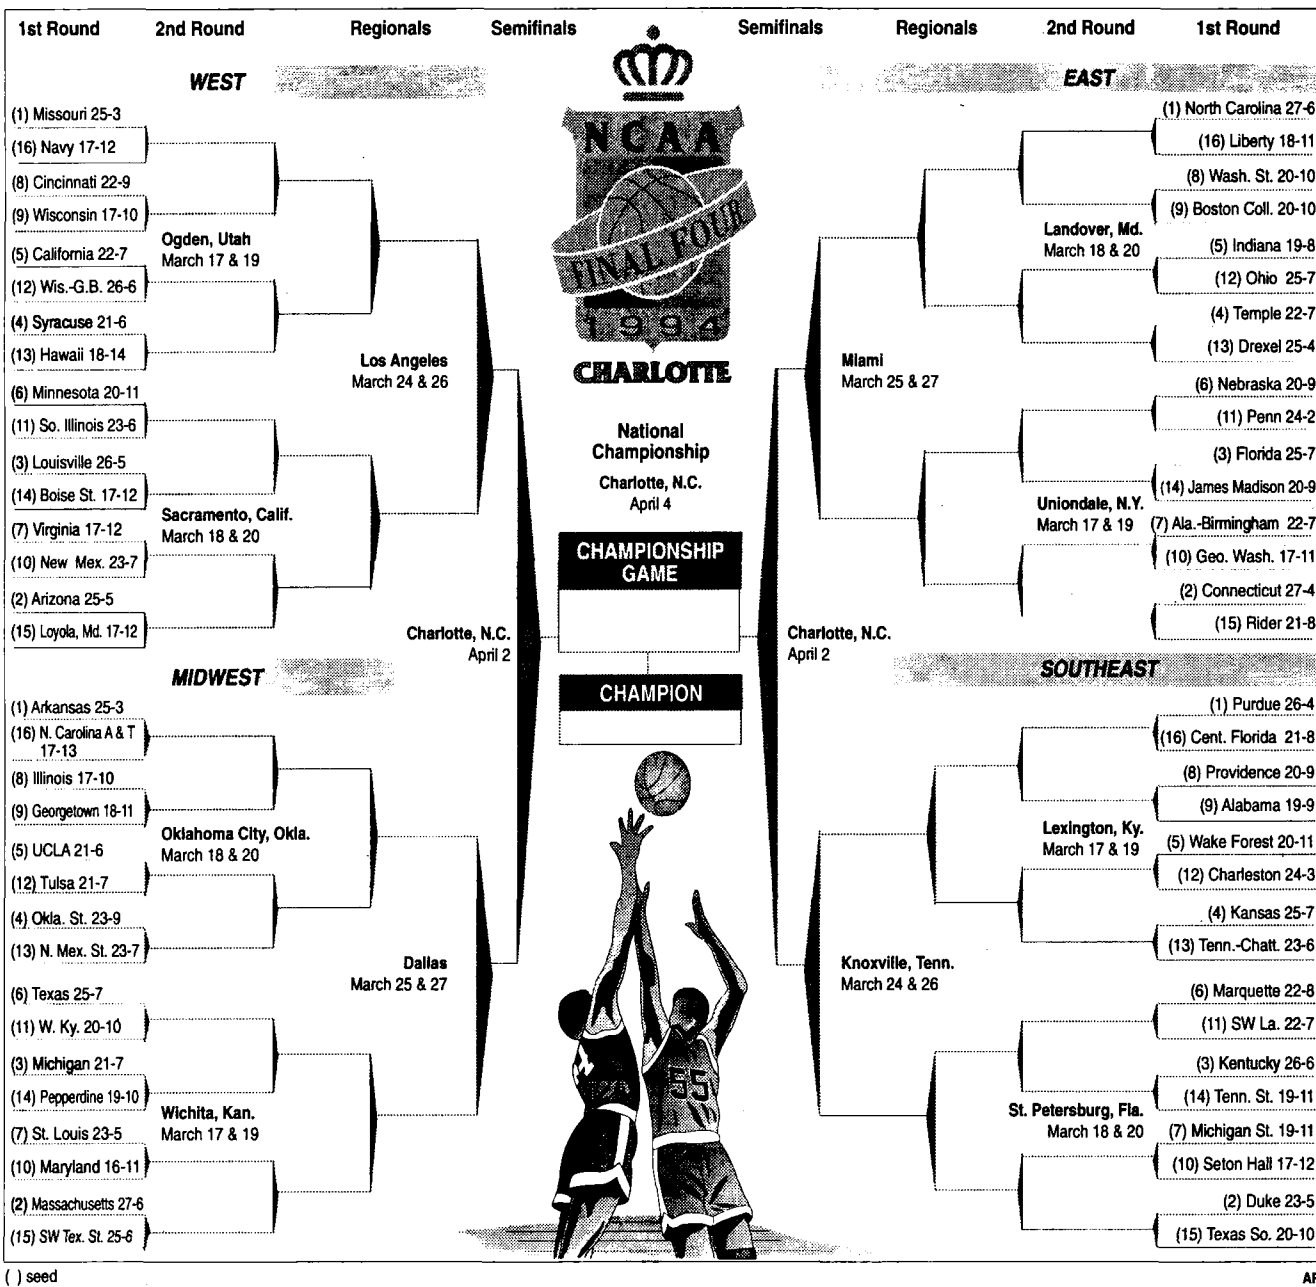 1st Round 2nd Round Regionals Semifinals Semifinals Regionals 2nd Round 1st Round
WEST
(1) Missouri 25-3
(16) Navy 17-12
(8) Cincinnati 22-9
(9) Wisconsin 17-10
Ogden, Utah
March 17 & 19
(5) California 22-7
(12) Wis.-G.B. 26-6
(4) Syracuse 21-6
(13) Hawaii 18-14
Los Angeles
March 24 & 26
(6) Minnesota 20-11
(11) So. Illinois 23-6
(3) Louisville 26-5
(14) Boise St. 17-12
Sacramento, Calif.
March 18 & 20
(7) Virginia 17-12
(10) New Mex. 23-7
(2) Arizona 25-5
(15) Loyola, Md. 17-12
Charlotte, N.C.
April 2
MIDWEST
(1) Arkansas 25-3
(16) N. Carolina A & T
17-13
(8) Illinois 17-10
(9) Georgetown 18-11
Oklahoma City, Okla.
March 18 & 20
(5) UCLA 21-6
(12) Tulsa 21-7
(4) Okla. St. 23-9
(13) N. Mex. St. 23-7
Dallas
March 25 & 27
(6) Texas 25-7
(11) W. Ky. 20-10
(3) Michigan 21-7
(14) Pepperdine 19-10
Wichita, Kan.
March 17 & 19
(7) St. Louis 23-5
(10) Maryland 16-11
(2) Massachusetts 27-6
(15) SW Tex. St. 25-6
NCAA
FINAL FOUR
1994
CHARLOTTE
National
Championship
Charlotte, N.C.
April 4
CHAMPIONSHIP
GAME
CHAMPION
4
55
EAST
(1) North Carolina 27-6
(16) Liberty 18-11
(8) Wash. St. 20-10
(9) Boston Coll. 20-10
Landover, Md.
March 18 & 20
(5) Indiana 19-8
(12) Ohio 25-7
(4) Temple 22-7
(13) Drexel 25-4
Miami
March 25 & 27
(6) Nebraska 20-9
(11) Penn 24-2
(3) Florida 25-7
(14) James Madison 20-9
Uniondale, N.Y.
March 17 & 19
(7) Ala.-Birmingham 22-7
(10) Geo. Wash. 17-11
(2) Connecticut 27-4
(15) Rider 21-8
Charlotte, N.C.
April 2
SOUTHEAST
(1) Purdue 26-4
(16) Cent. Florida 21-8
(8) Providence 20-9
(9) Alabama 19-9
Lexington, Ky.
March 17 & 19
(5) Wake Forest 20-11
(12) Charleston 24-3
(4) Kansas 25-7
(13) Tenn.-Chatt. 23-6
Knoxville, Tenn.
March 24 & 26
(6) Marquette 22-8
(11) SW La. 22-7
(3) Kentucky 26-6
(14) Tenn. St. 19-11
St. Petersburg, Fla.
March 18 & 20
(7) Michigan St. 19-11
(10) Seton Hall 17-12
(2) Duke 23-5
(15) Texas So. 20-10
( ) seed